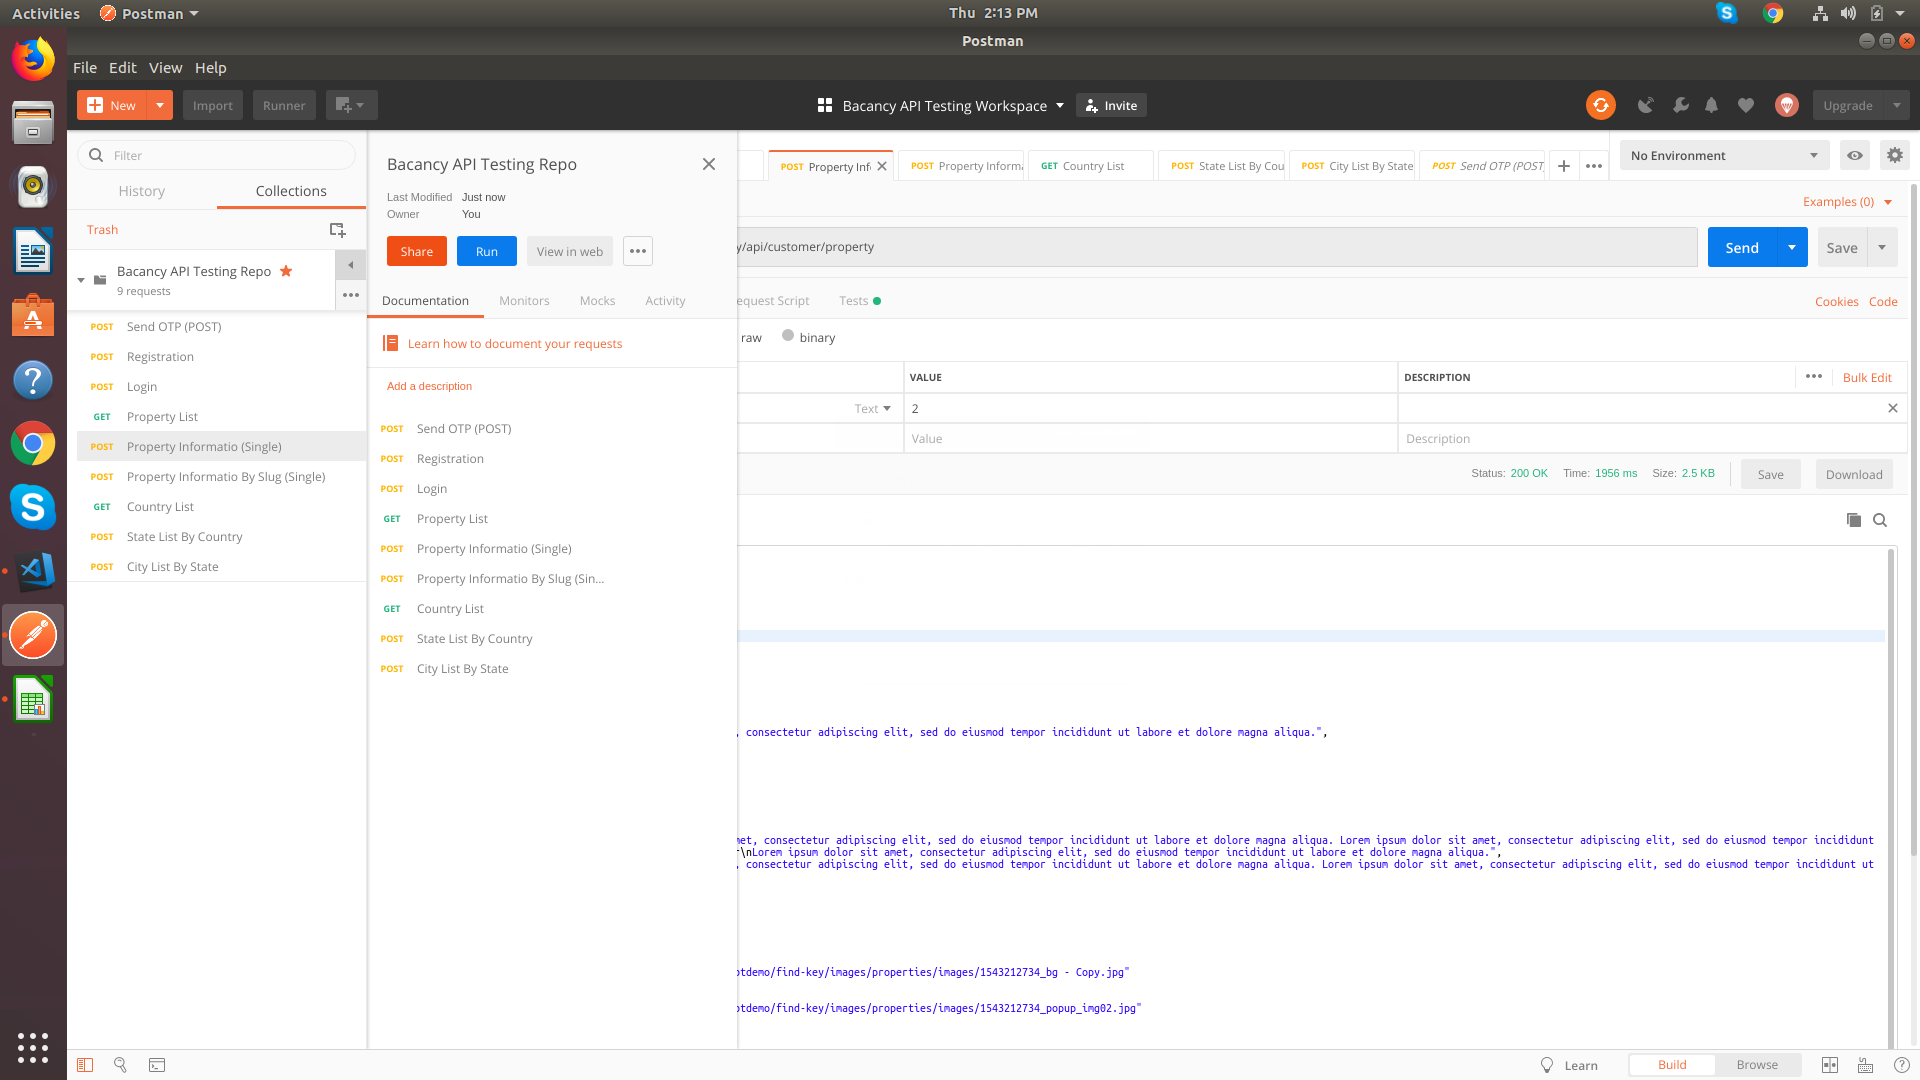 Activities Postman Thu 2:13 PM
Postman
File Edit View Help
New Import Runner Bacancy API Testing Workspace Invite Upgrade
Filter
History Collections
Trash
Bacancy API Testing Repo
9 requests
POST Send OTP (POST)
POST Registration
POST Login
GET Property List
POST Property Informatio (Single)
POST Property Informatio By Slug (Single)
GET Country List
POST State List By Country
POST City List By State
Bacancy API Testing Repo
Last Modified Just now
Owner You
Share Run View in web
Documentation Monitors Mocks Activity
Learn how to document your requests
Add a description
POST Send OTP (POST)
POST Registration
POST Login
GET Property List
POST Property Informatio (Single)
POST Property Informatio By Slug (Sin...
GET Country List
POST State List By Country
POST City List By State
POST Property Inf POST Property Informa GET Country List POST State List By Cou POST City List By State POST Send OTP (POST) No Environment
Examples (0)
y/api/customer/property Send Save
equest Script Tests Cookies Code
raw binary
VALUE DESCRIPTION Bulk Edit
Text 2
Value Description
Status: 200 OK Time: 1956 ms Size: 2.5 KB Save Download
, consectetur adipiscing elit, sed do eiusmod tempor incididunt ut labore et dolore magna aliqua.",
met, consectetur adipiscing elit, sed do eiusmod tempor incididunt ut labore et dolore magna aliqua. Lorem ipsum dolor sit amet, consectetur adipiscing elit, sed do eiusmod tempor incididunt
r\nLorem ipsum dolor sit amet, consectetur adipiscing elit, sed do eiusmod tempor incididunt ut labore et dolore magna aliqua.",
, consectetur adipiscing elit, sed do eiusmod tempor incididunt ut labore et dolore magna aliqua. Lorem ipsum dolor sit amet, consectetur adipiscing elit, sed do eiusmod tempor incididunt ut
otdemo/find-key/images/properties/images/1543212734_bg - Copy.jpg"
otdemo/find-key/images/properties/images/1543212734_popup_img02.jpg"
Learn Build Browse